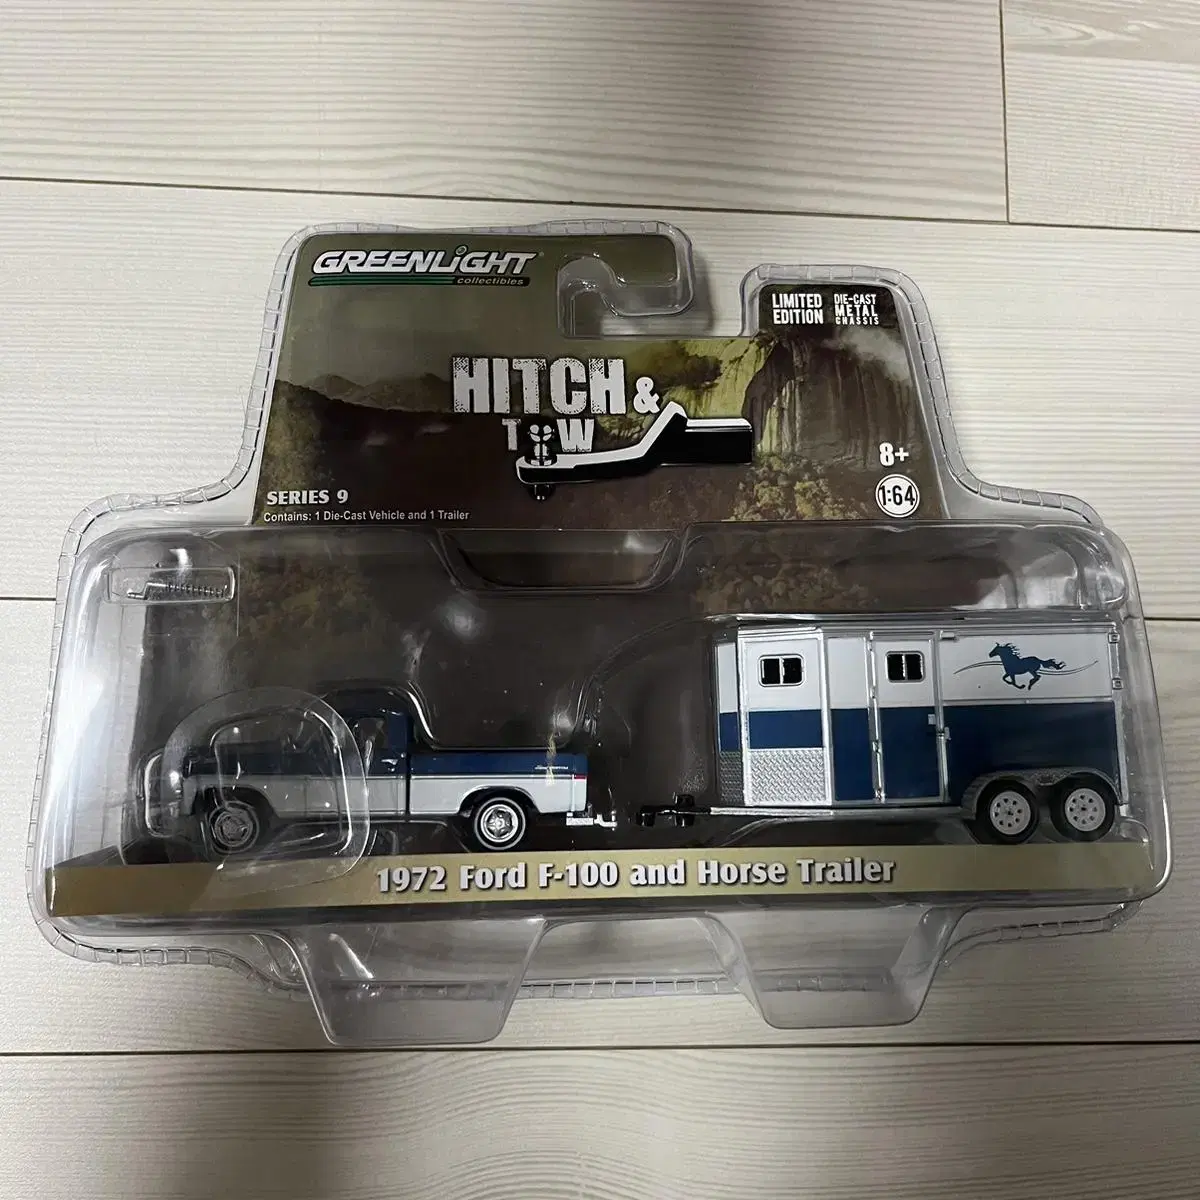 GREENLiGHT
collectibles
LIMITED EDITION
DIE-CAST METAL CHASSIS
HITCH &
TOW
8+
1:64
SERIES 9
Contains: 1 Die-Cast Vehicle and 1 Trailer
1972 Ford F-100 and Horse Trailer